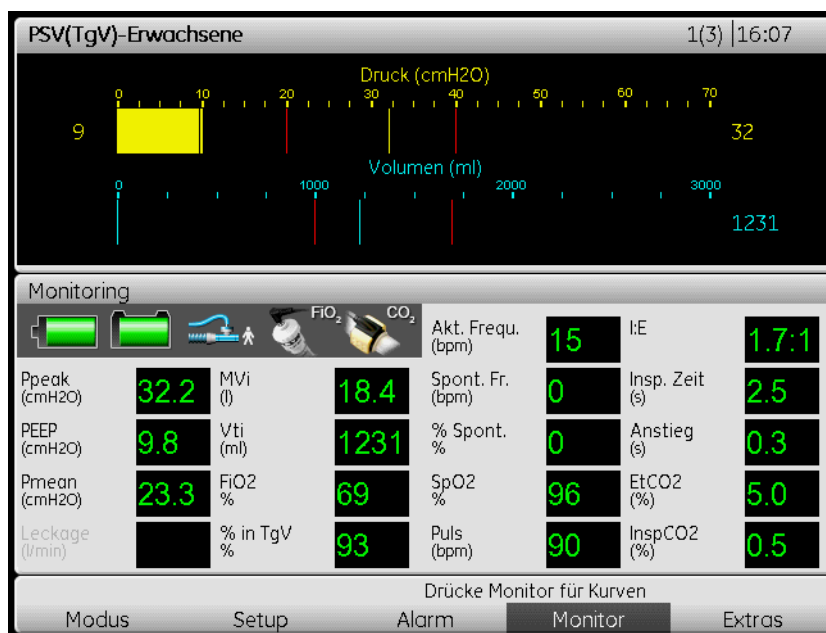 PSV(TgV)-Erwachsene 1(3) 16:07
Druck (cmH2O)
0 10 20 30 40 50 60 70
9 32
Volumen (ml)
0 1000 2000 3000
1231
Monitoring
FiO2 CO2
Akt. Frequ. (bpm) 15 I:E 1.7:1
Ppeak (cmH2O) 32.2 MVi (l) 18.4 Spont. Fr. (bpm) 0 Insp. Zeit (s) 2.5
PEEP (cmH2O) 9.8 Vti (ml) 1231 % Spont. % 0 Anstieg (s) 0.3
Pmean (cmH2O) 23.3 FiO2 % 69 SpO2 % 96 EtCO2 (%) 5.0
Leckage (l/min) % in TgV % 93 Puls (bpm) 90 InspCO2 (%) 0.5
Drücke Monitor für Kurven
Modus Setup Alarm Monitor Extras